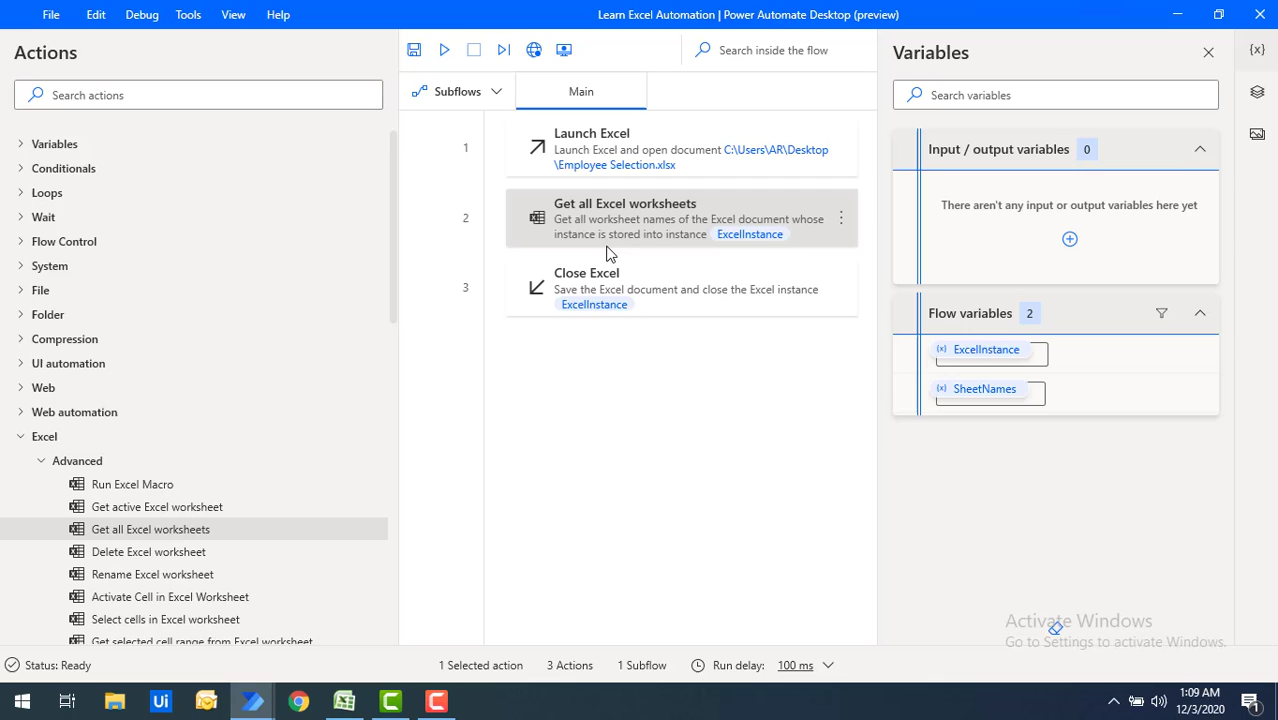 File Edit Debug Tools View Help
Learn Excel Automation | Power Automate Desktop (preview)
Actions
Search actions
Variables
Conditionals
Loops
Wait
Flow Control
System
File
Folder
Compression
UI automation
Web
Web automation
Excel
Advanced
Run Excel Macro
Get active Excel worksheet
Get all Excel worksheets
Delete Excel worksheet
Rename Excel worksheet
Activate Cell in Excel Worksheet
Select cells in Excel worksheet
Get selected cell range from Excel worksheet
Search inside the flow
Subflows
Main
1
Launch Excel
Launch Excel and open document C:\Users\AR\Desktop
\Employee Selection.xlsx
2
Get all Excel worksheets
Get all worksheet names of the Excel document whose
instance is stored into instance ExcelInstance
3
Close Excel
Save the Excel document and close the Excel instance
ExcelInstance
Variables
{x}
Search variables
Input / output variables 0
There aren't any input or output variables here yet
Flow variables 2
(x) ExcelInstance
(x) SheetNames
Activate Windows
Go to Settings to activate Windows.
Status: Ready
1 Selected action
3 Actions
1 Subflow
Run delay: 100 ms
Ui
C
C
1:09 AM
12/3/2020
1